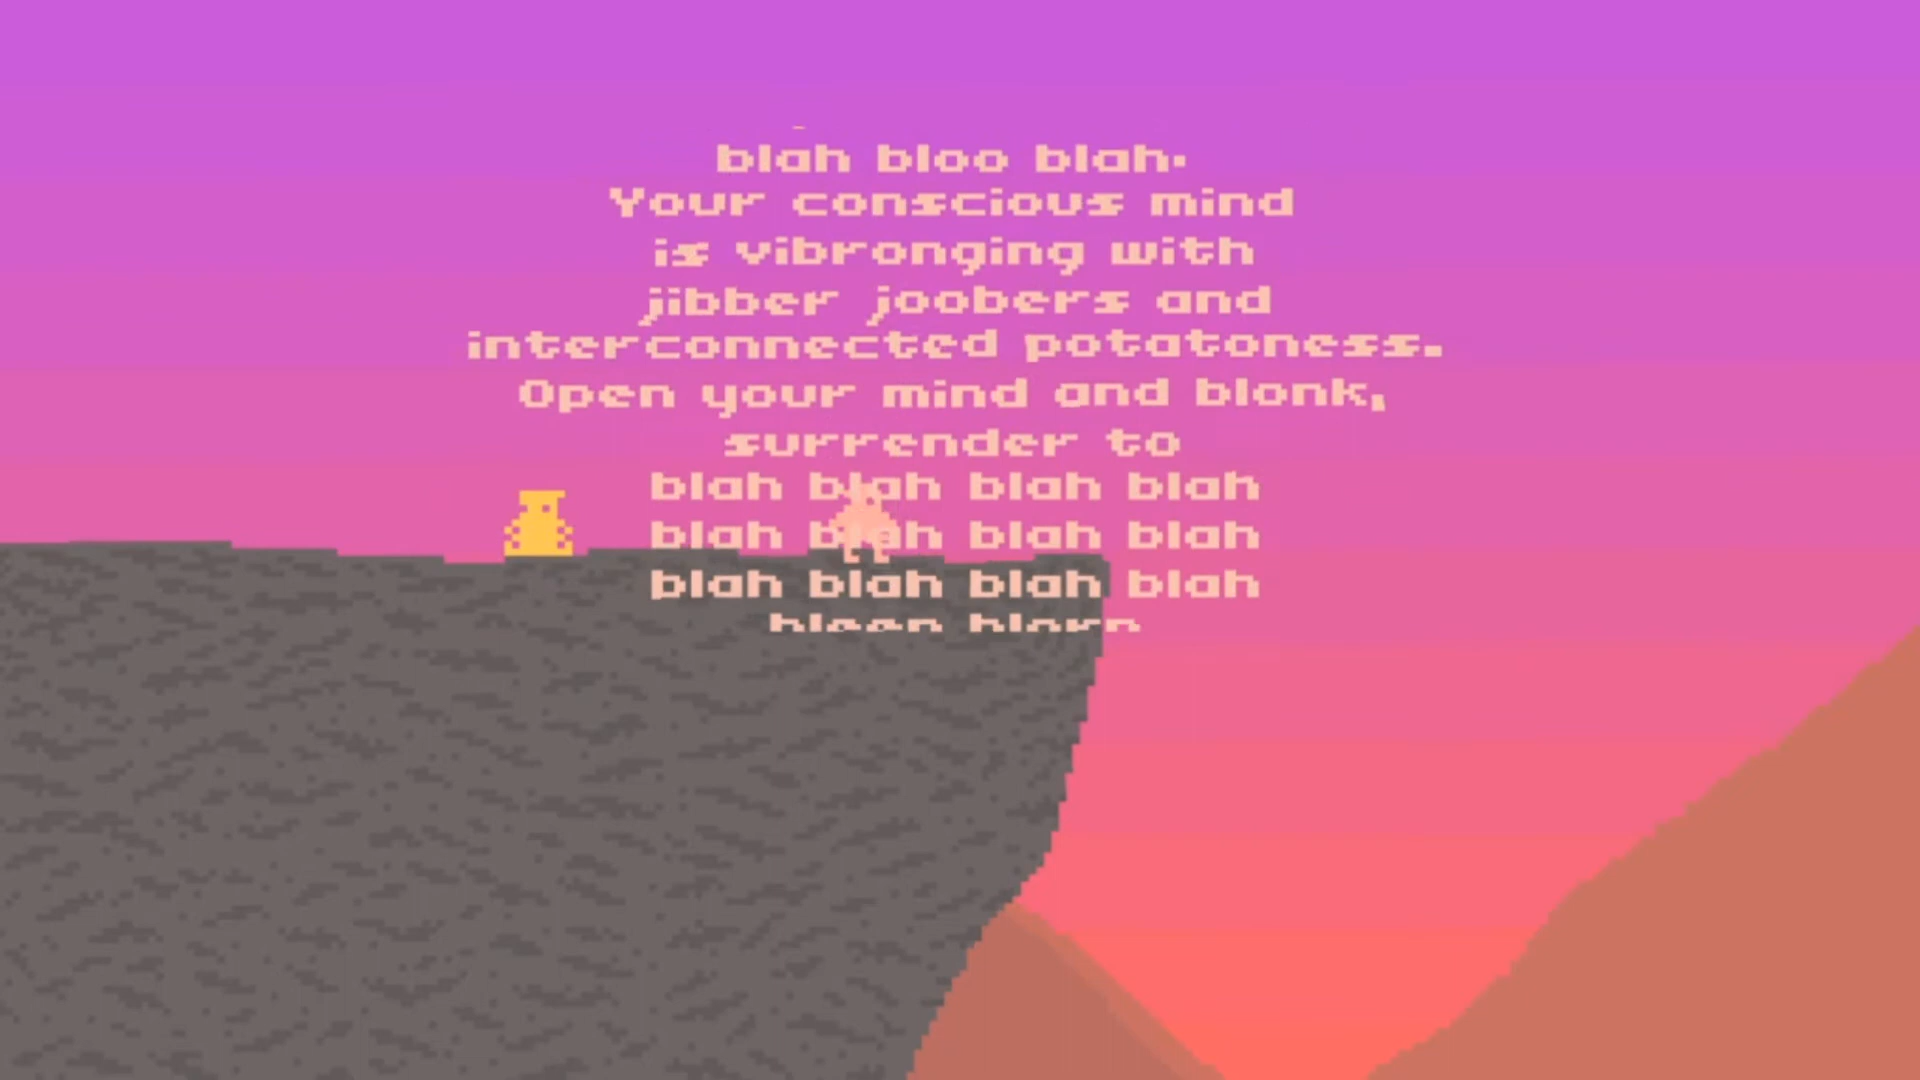 blah bloo blah.
Your conscious mind
is vibronging with
jibber joobers and
interconnected potatoness.
Open your mind and blonk,
surrender to
blah blah blah blah
blah blah blah blah
blah blah blah blah